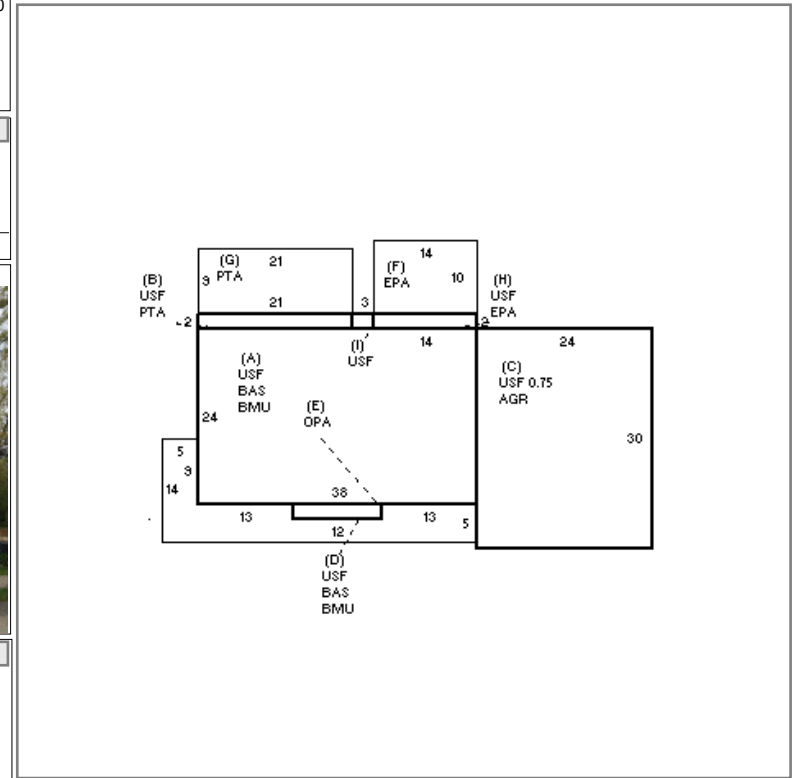 14
(G)
PTA
21
(F)
EPA
10
9
(B)
USF
PTA
(H)
USF
EPA
21
3
2
2
(I)
USF
14
24
(A)
USF
BAS
BMU
(C)
USF 0.75
AGR
(E)
OPA
24
30
5
9
14
38
13
13
5
12
(D)
USF
BAS
BMU